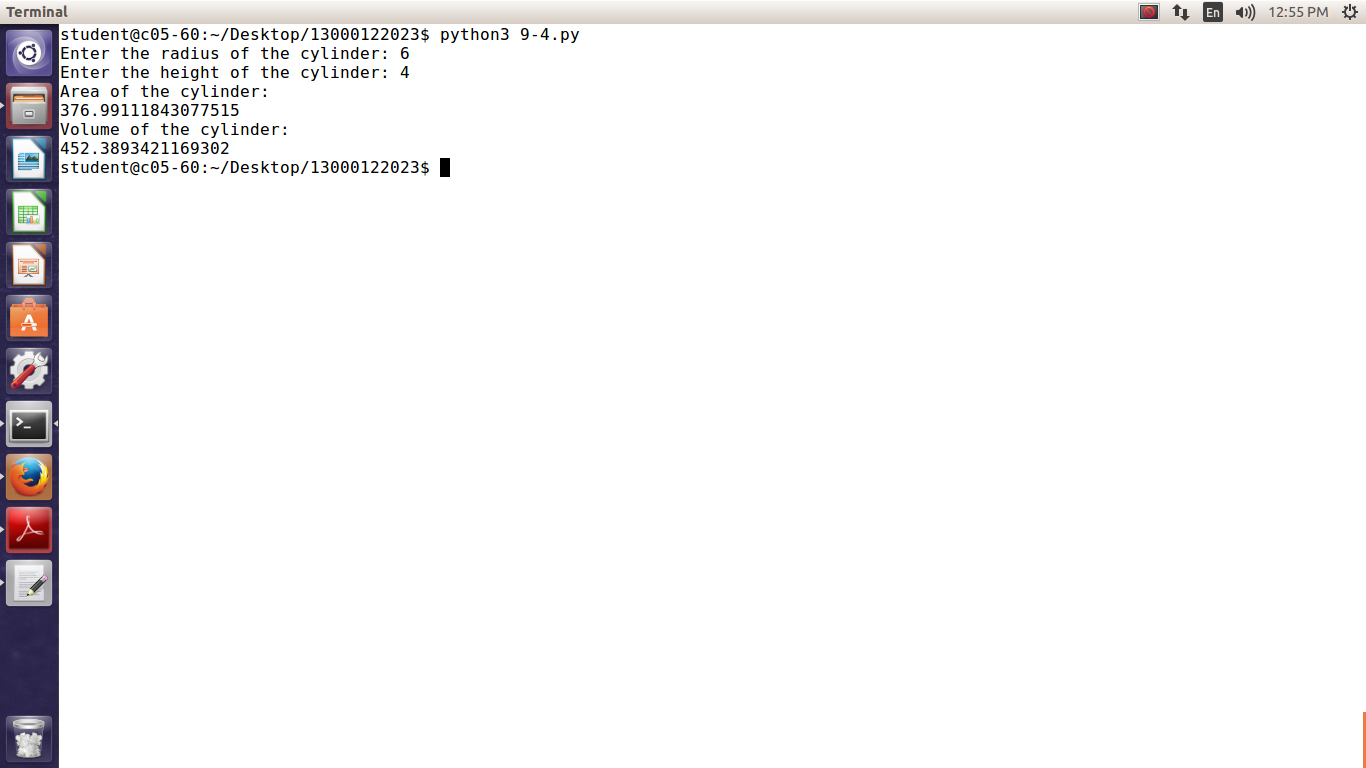 Terminal
En
12:55 PM
student@c05-60:~/Desktop/13000122023$ python3 9-4.py
Enter the radius of the cylinder: 6
Enter the height of the cylinder: 4
Area of the cylinder:
376.99111843077515
Volume of the cylinder:
452.3893421169302
student@c05-60:~/Desktop/13000122023$